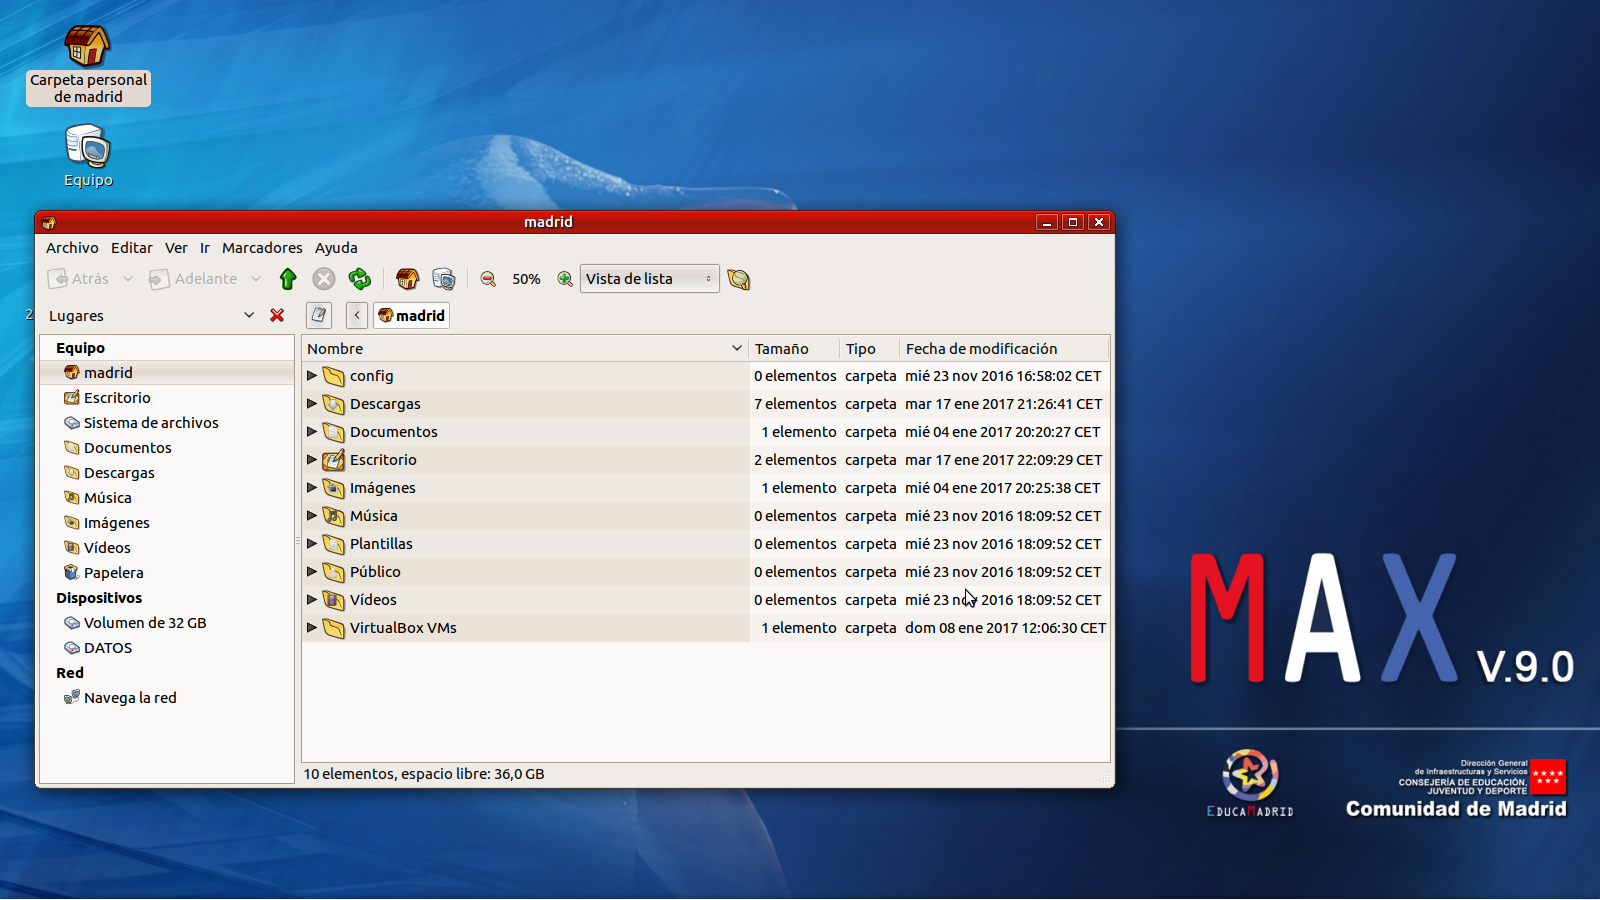 Carpeta personal
de madrid
Equipo
madrid
Archivo Editar Ver Ir Marcadores Ayuda
Atrás Adelante 50% Vista de lista
2 Lugares madrid
Equipo
madrid
Escritorio
Sistema de archivos
Documentos
Descargas
Música
Imágenes
Vídeos
Papelera
Dispositivos
Volumen de 32 GB
DATOS
Red
Navega la red
Nombre Tamaño Tipo Fecha de modificación
config 0 elementos carpeta mié 23 nov 2016 16:58:02 CET
Descargas 7 elementos carpeta mar 17 ene 2017 21:26:41 CET
Documentos 1 elemento carpeta mié 04 ene 2017 20:20:27 CET
Escritorio 2 elementos carpeta mar 17 ene 2017 22:09:29 CET
Imágenes 1 elemento carpeta mié 04 ene 2017 20:25:38 CET
Música 0 elementos carpeta mié 23 nov 2016 18:09:52 CET
Plantillas 0 elementos carpeta mié 23 nov 2016 18:09:52 CET
Público 0 elementos carpeta mié 23 nov 2016 18:09:52 CET
Vídeos 0 elementos carpeta mié 23 nov 2016 18:09:52 CET
VirtualBox VMs 1 elemento carpeta dom 08 ene 2017 12:06:30 CET
10 elementos, espacio libre: 36,0 GB
MAX V.9.0
EDUCAMADRID
Dirección General
de Infraestructuras y Servicios
CONSEJERÍA DE EDUCACIÓN,
JUVENTUD Y DEPORTE
Comunidad de Madrid